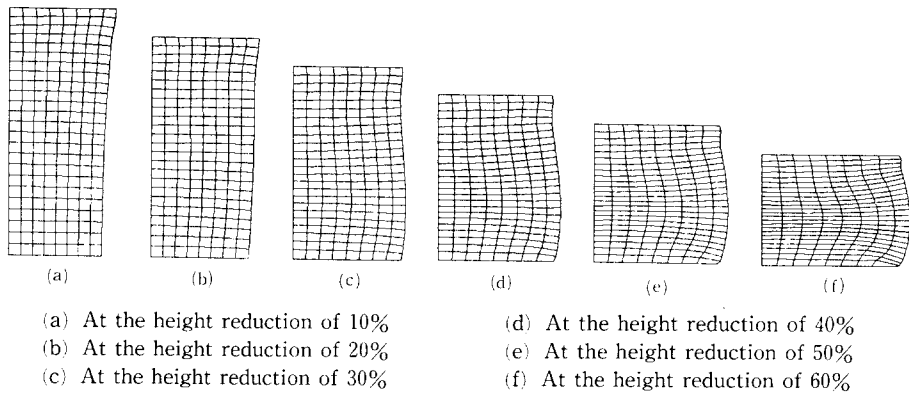 (a)
(b)
(c)
(d)
(e)
(f)
(a) At the height reduction of 10%
(b) At the height reduction of 20%
(c) At the height reduction of 30%
(d) At the height reduction of 40%
(e) At the height reduction of 50%
(f) At the height reduction of 60%